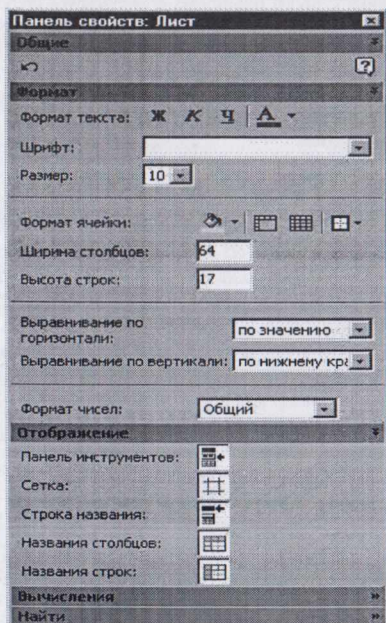 Панель свойств: Лист
Общие
Формат
Формат текста: Ж К Ч А
Шрифт:
Размер: 10
Формат ячейки:
Ширина столбцов: 64
Высота строк: 17
Выравнивание по горизонтали: по значению
Выравнивание по вертикали: по нижнему кра
Формат чисел: Общий
Отображение
Панель инструментов:
Сетка:
Строка названия:
Названия столбцов:
Названия строк:
Вычисления
Найти